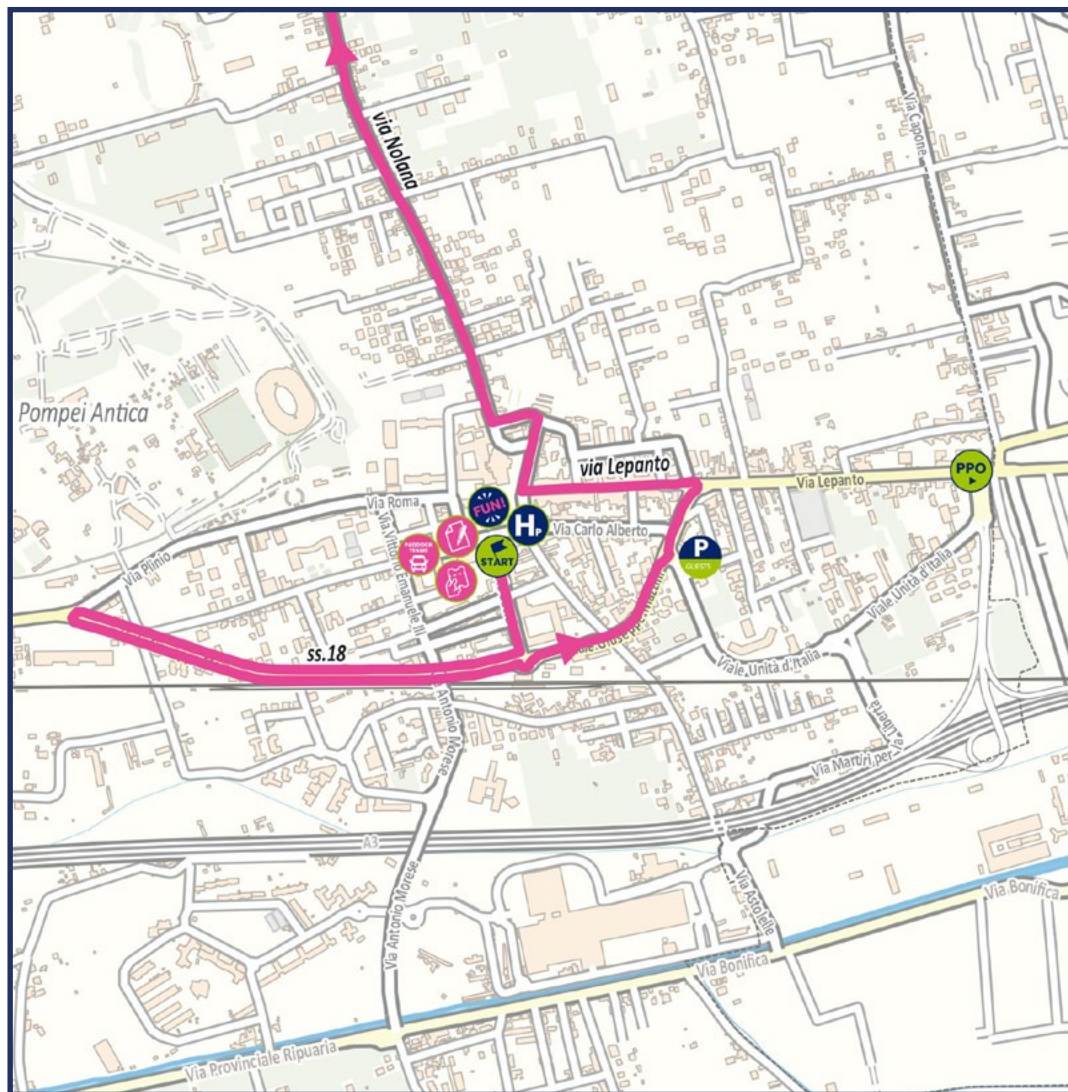 via Nolana
Via Capone
Pompei Antica
via Lepanto
PPO
Via Lepanto
Via Roma
FUN!
H P
Via Carlo Alberto
PADDOCK
TEAMS
START
P
GUESTS
Via Plinio
Via Vittorio Emanuele III
Viale Unità d'Italia
ss.18
Viale Unità d'Italia
Antonio Morese
Via Martiri per
la Libertà
A3
Via Antonio Morese
Via Astolelle
Via Bonifica
Via Bonifica
Via Provinciale Ripuaria